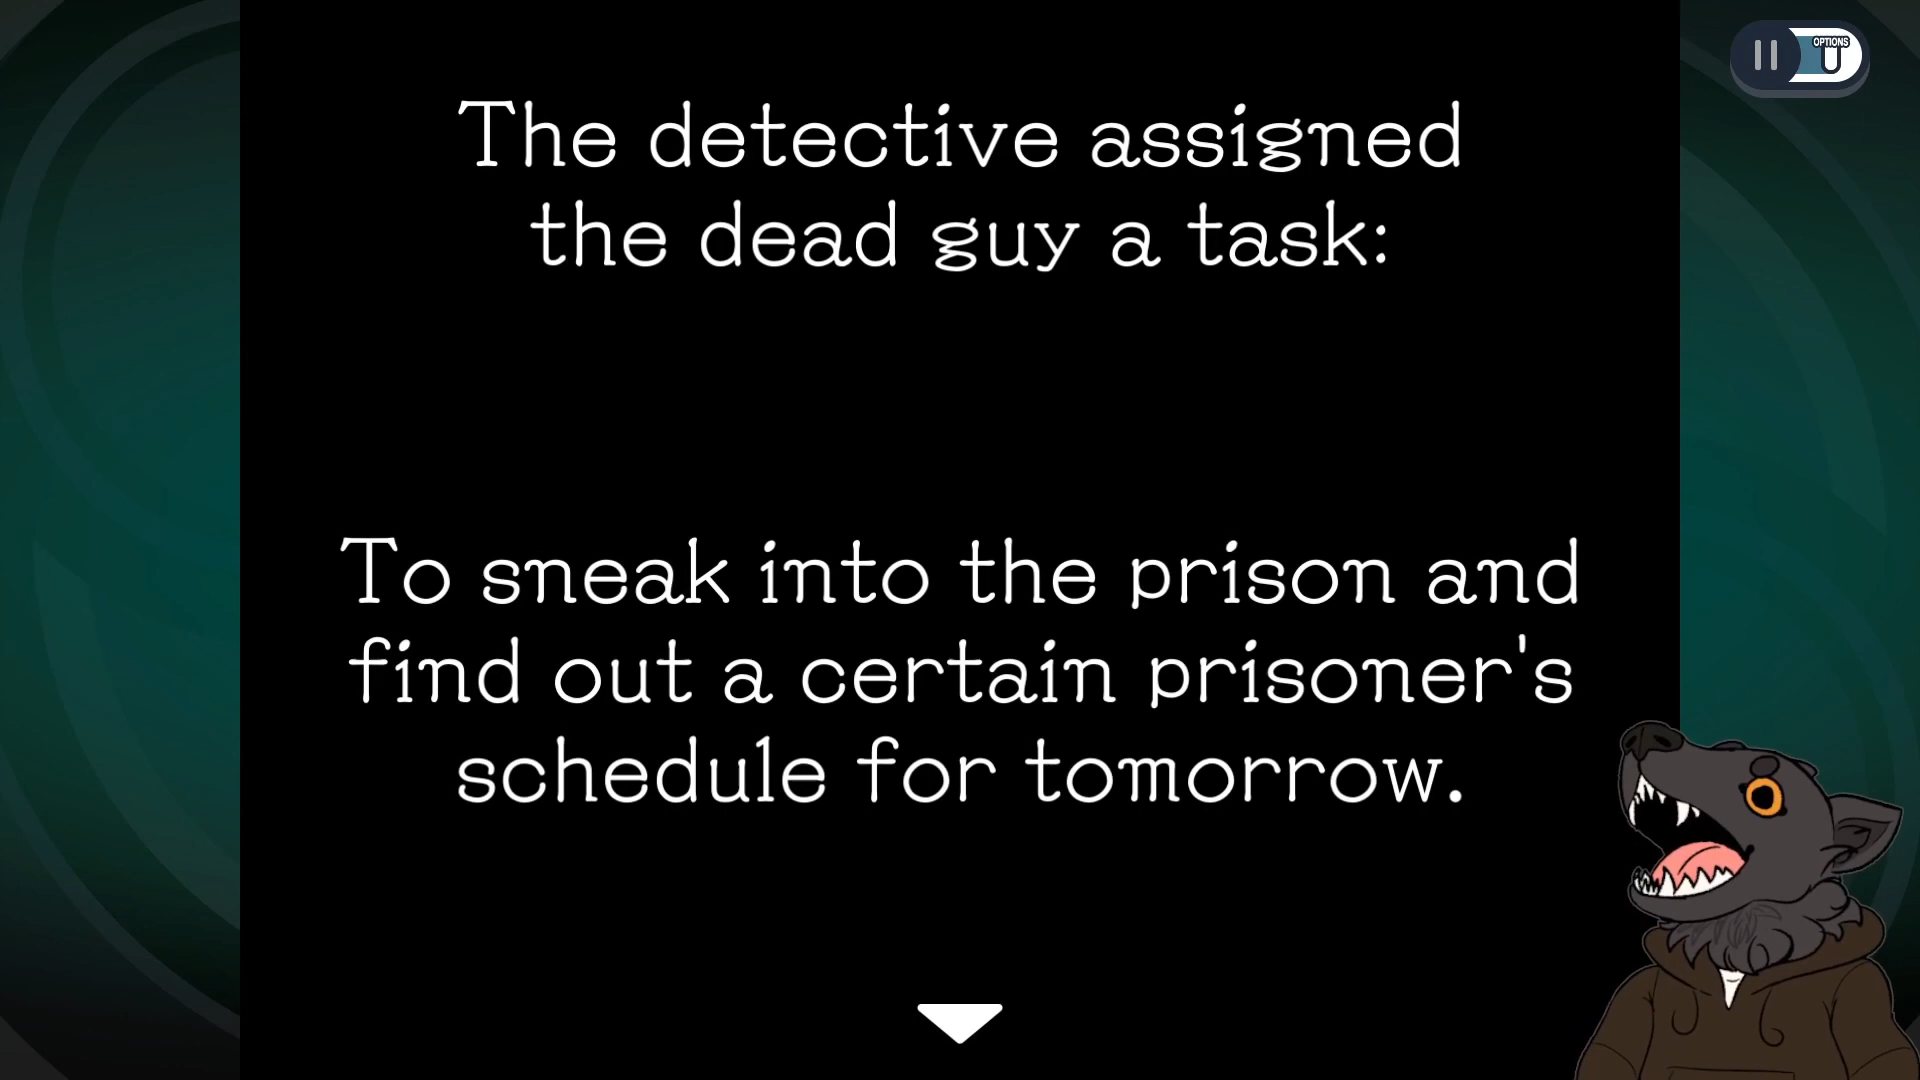 OPTIONS
The detective assigned
the dead guy a task:
To sneak into the prison and
find out a certain prisoner's
schedule for tomorrow.